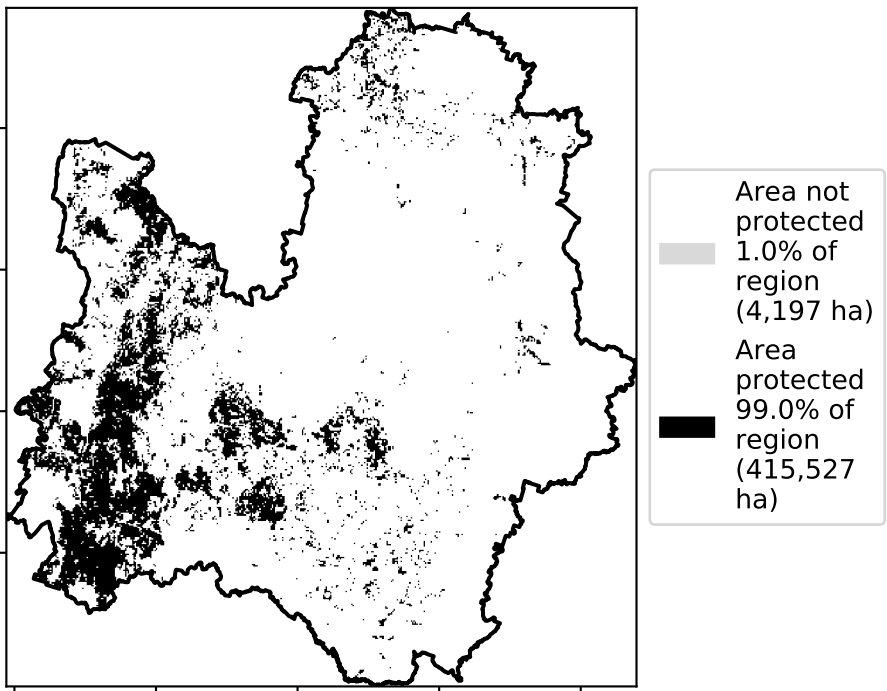 Area not
protected
1.0% of
region
(4,197 ha)
Area
protected
99.0% of
region
(415,527
ha)